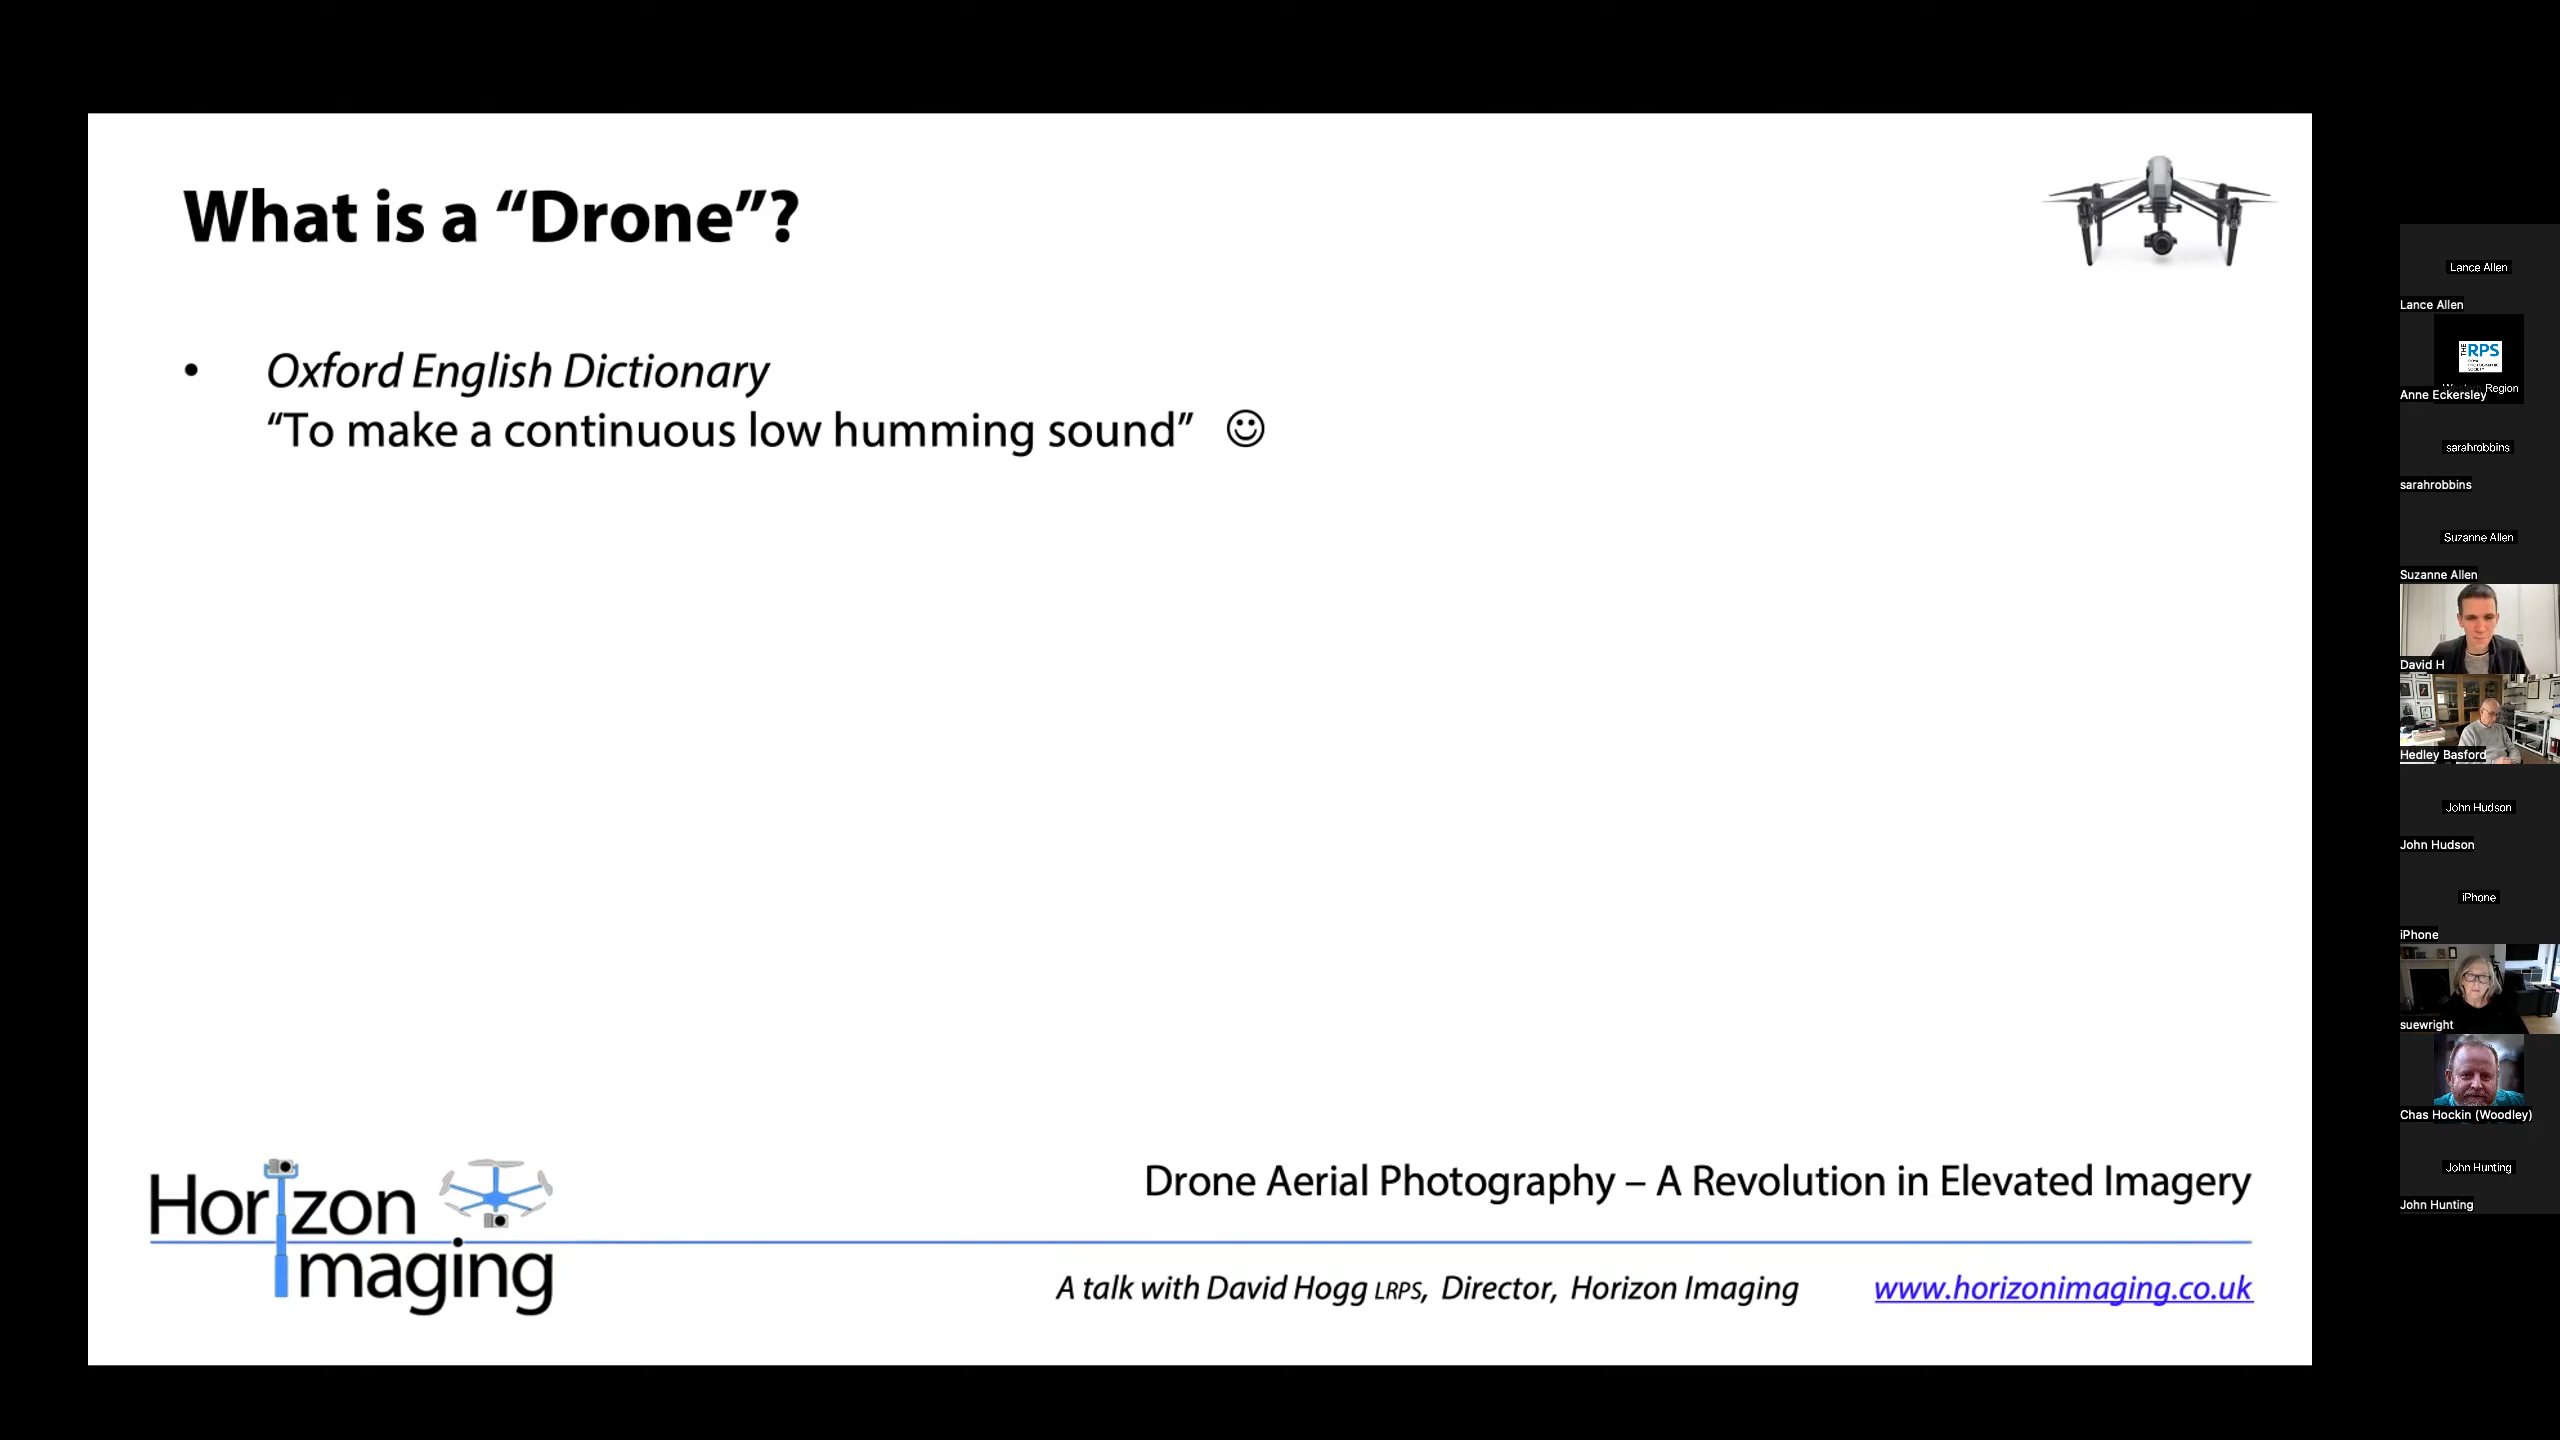 What is a “Drone”?
• Oxford English Dictionary
“To make a continuous low humming sound” ☺
Horizon
Imaging
Drone Aerial Photography – A Revolution in Elevated Imagery
A talk with David Hogg LRPS, Director, Horizon Imaging www.horizonimaging.co.uk
Lance Allen
Lance Allen
THE RPS
Region
Anne Eckersley
sarahrobbins
sarahrobbins
Suzanne Allen
Suzanne Allen
David H
Hedley Basford
John Hudson
John Hudson
iPhone
iPhone
suewright
Chas Hockin (Woodley)
John Hunting
John Hunting